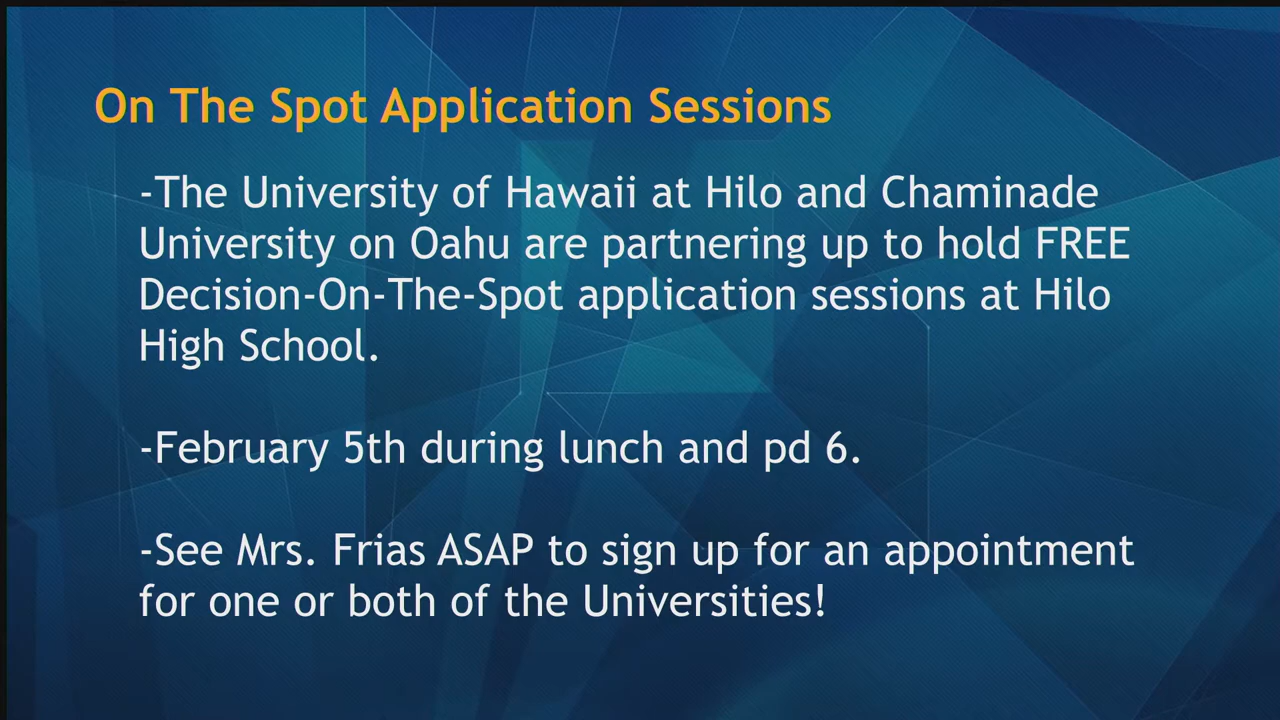 On The Spot Application Sessions
-The University of Hawaii at Hilo and Chaminade
University on Oahu are partnering up to hold FREE
Decision-On-The-Spot application sessions at Hilo
High School.
-February 5th during lunch and pd 6.
-See Mrs. Frias ASAP to sign up for an appointment
for one or both of the Universities!